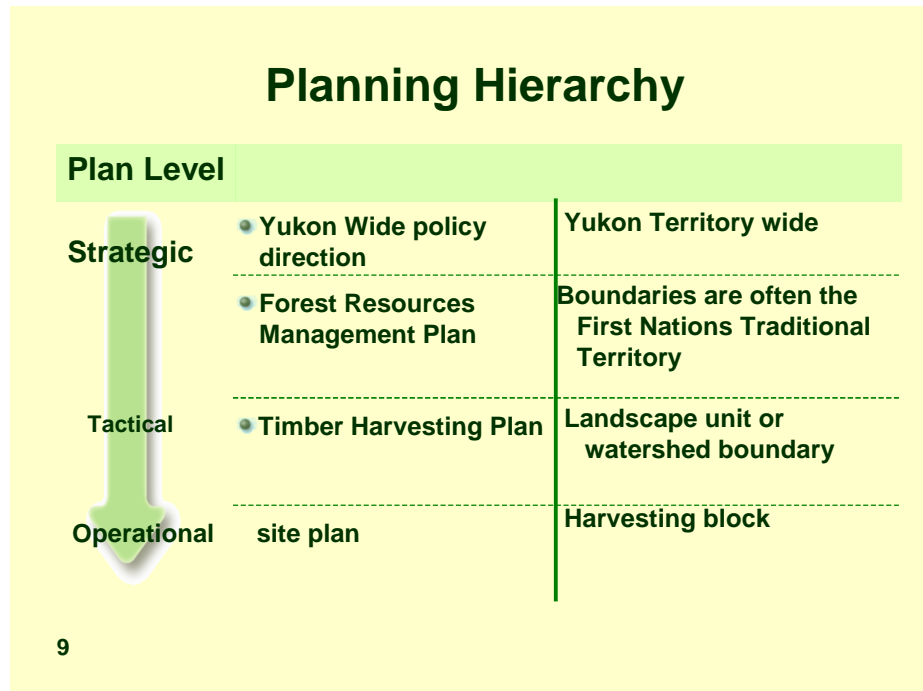 Planning Hierarchy
Plan Level
Strategic
Yukon Wide policy
direction
Yukon Territory wide
Forest Resources
Management Plan
Boundaries are often the
First Nations Traditional
Territory
Tactical
Timber Harvesting Plan
Landscape unit or
watershed boundary
Operational
site plan
Harvesting block
9